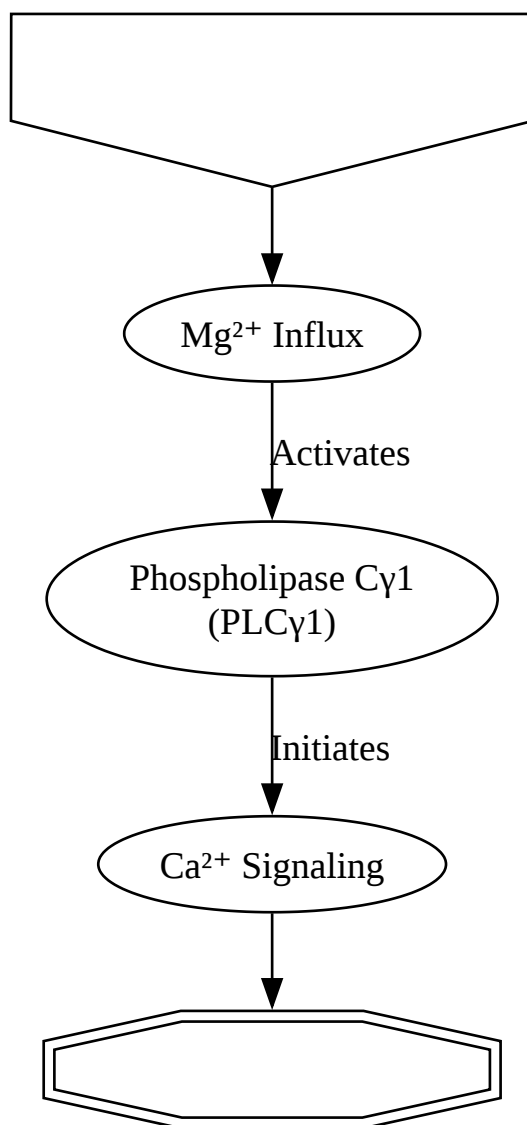 Mg²⁺ Influx
Activates
Phospholipase Cγ1
(PLCγ1)
Initiates
Ca²⁺ Signaling